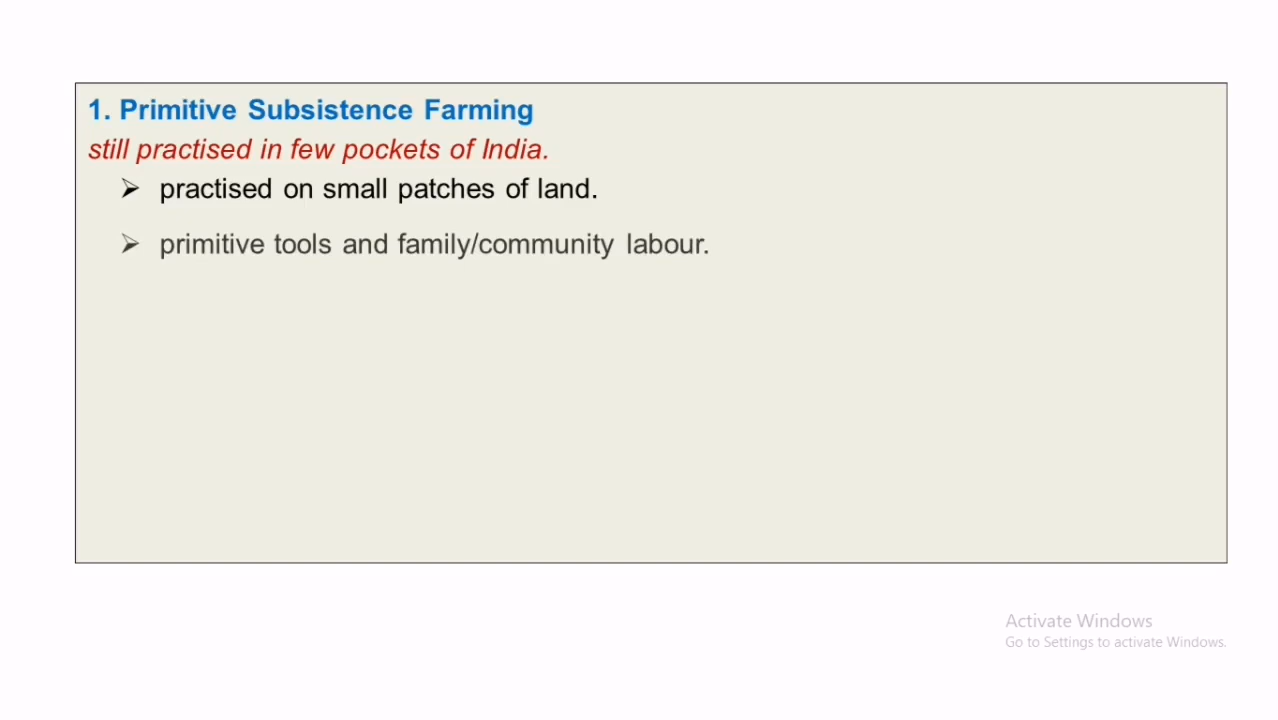 1. Primitive Subsistence Farming
still practised in few pockets of India.
➢ practised on small patches of land.
➢ primitive tools and family/community labour.
Activate Windows
Go to Settings to activate Windows.